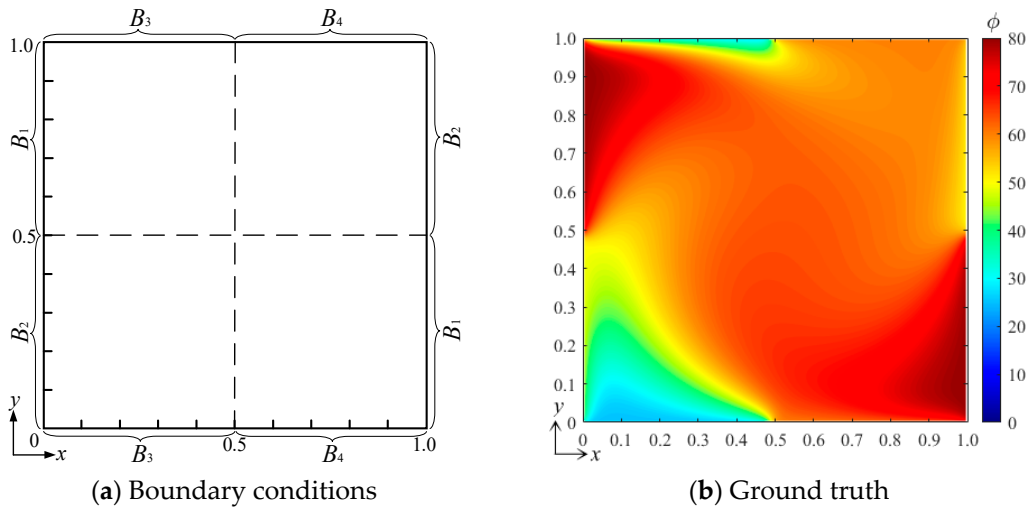 B3 B4
1.0
B1 B2
0.5
B2 B1
y
0 0.5 1.0
x B3 B4
(a) Boundary conditions
ϕ
1.0 80
0.9 70
0.8
0.7 60
0.6 50
0.5 40
0.4
0.3 30
0.2 20
0.1 10
y 0 0
0 0.1 0.2 0.3 0.4 0.5 0.6 0.7 0.8 0.9 1.0
x
(b) Ground truth